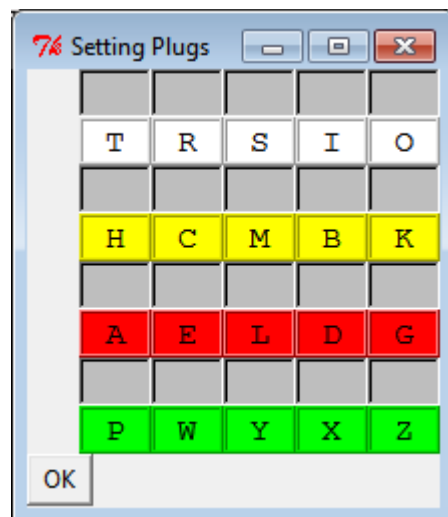 Setting Plugs
T R S I O
H C M B K
A E L D G
P W Y X Z
OK